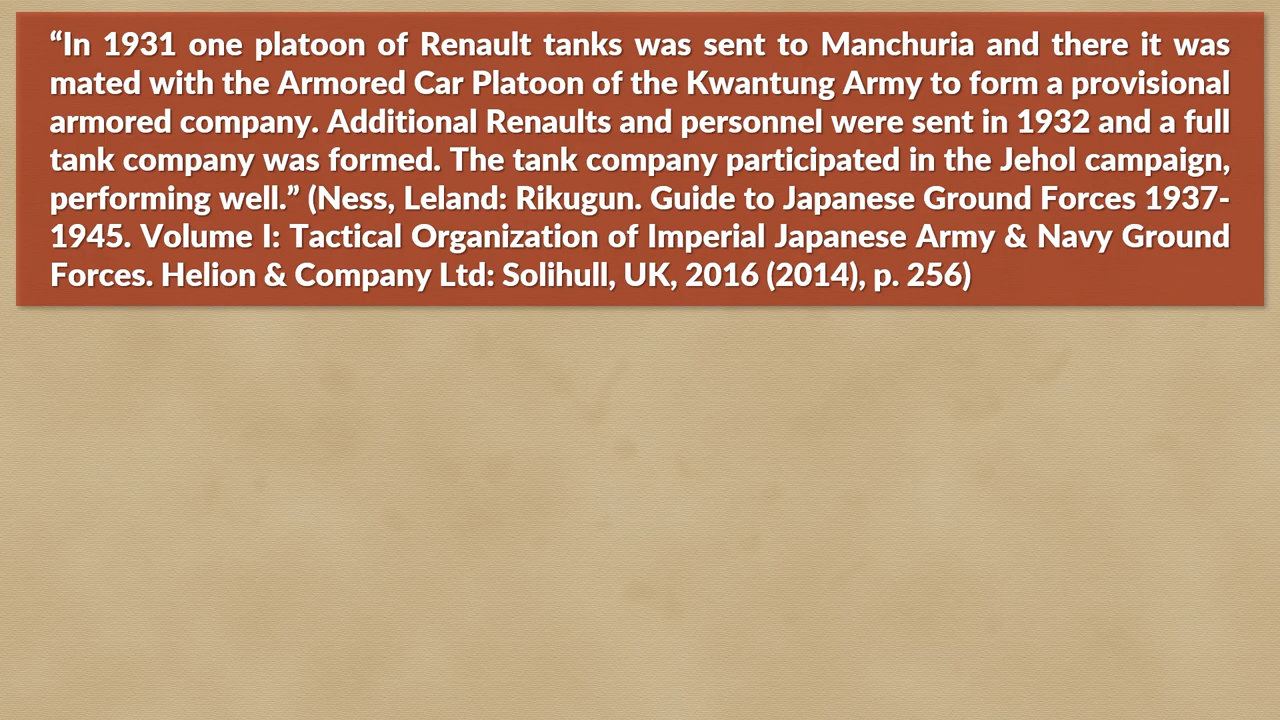 “In 1931 one platoon of Renault tanks was sent to Manchuria and there it was
mated with the Armored Car Platoon of the Kwantung Army to form a provisional
armored company. Additional Renaults and personnel were sent in 1932 and a full
tank company was formed. The tank company participated in the Jehol campaign,
performing well.” (Ness, Leland: Rikugun. Guide to Japanese Ground Forces 1937-
1945. Volume I: Tactical Organization of Imperial Japanese Army & Navy Ground
Forces. Helion & Company Ltd: Solihull, UK, 2016 (2014), p. 256)